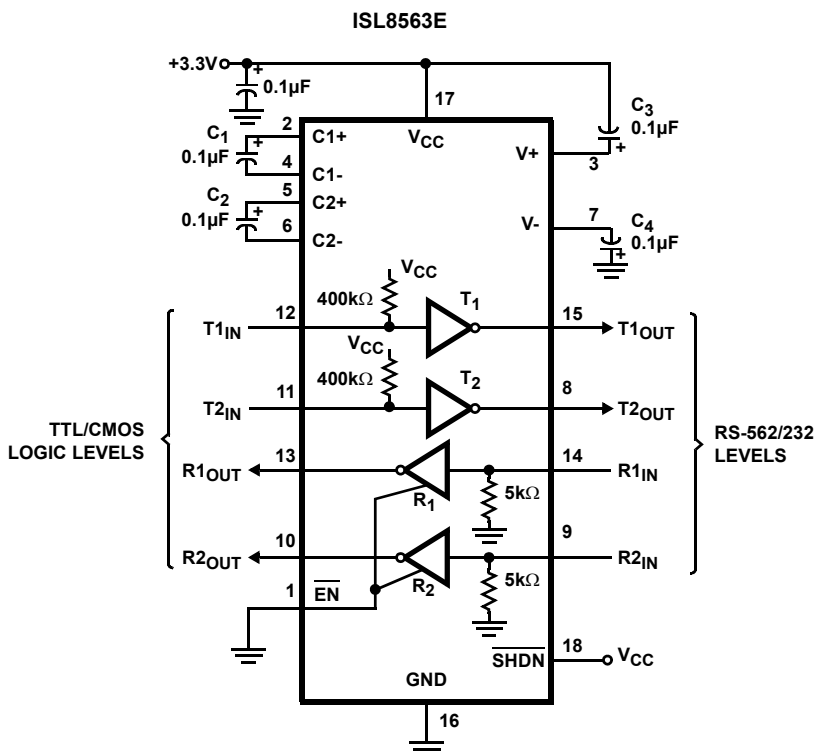 ISL8563E
+3.3V
+
0.1µF
17
2
C1
0.1µF
+
C1+
VCC
4
C1-
C3
0.1µF
+
V+
3
5
C2
0.1µF
+
C2+
6
C2-
7
V-
C4
0.1µF
+
VCC
400kΩ
T1
T1IN
12
15
T1OUT
VCC
400kΩ
T2
T2IN
11
8
T2OUT
TTL/CMOS
LOGIC LEVELS
RS-562/232
LEVELS
R1OUT
13
R1
14
R1IN
5kΩ
R2OUT
10
R2
9
R2IN
5kΩ
1
EN
SHDN
18
VCC
GND
16